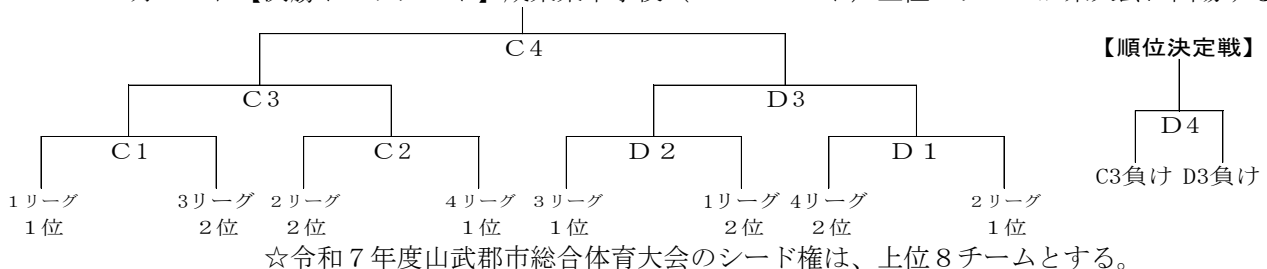 C4
【順位決定戦】
C3 D3
D4
C1 C2 D2 D1
C3負け D3負け
1リーグ 3リーグ 2リーグ 4リーグ 3リーグ 1リーグ 4リーグ 2リーグ
1位 2位 2位 1位 1位 2位 2位 1位
☆令和7年度山武郡市総合体育大会のシード権は、上位8チームとする。